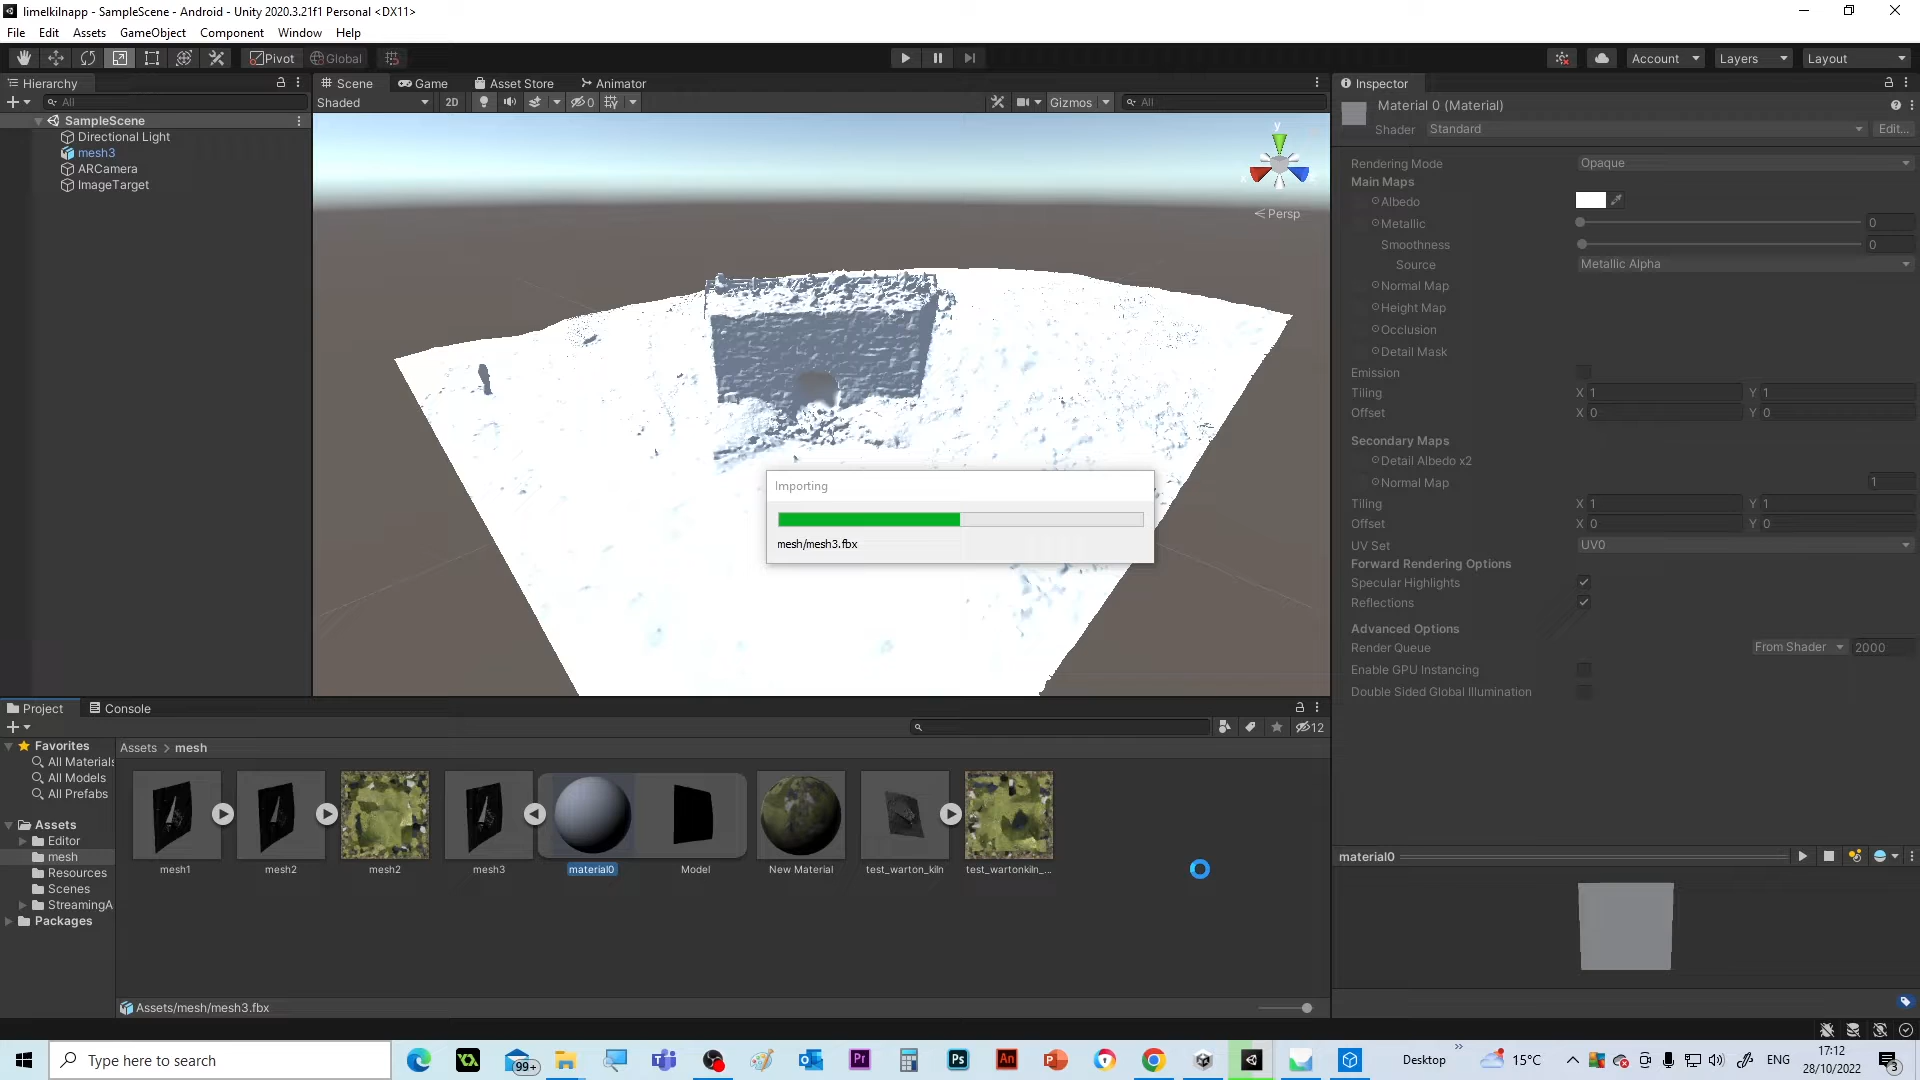 limelkilnapp - SampleScene - Android - Unity 2020.3.21f1 Personal <DX11>
File Edit Assets GameObject Component Window Help
Pivot Global Account Layers Layout
Hierarchy
All
SampleScene
Directional Light
mesh3
ARCamera
ImageTarget
Scene Game Asset Store Animator
Shaded 2D 0 Gizmos All
y
Persp
Importing
mesh/mesh3.fbx
Inspector
Material 0 (Material)
Shader Standard Edit...
Rendering Mode Opaque
Main Maps
Albedo
Metallic 0
Smoothness 0
Source Metallic Alpha
Normal Map
Height Map
Occlusion
Detail Mask
Emission
Tiling X 1 Y 1
Offset X 0 Y 0
Secondary Maps
Detail Albedo x2
Normal Map 1
Tiling X 1 Y 1
Offset X 0 Y 0
UV Set UV0
Forward Rendering Options
Specular Highlights
Reflections
Advanced Options
Render Queue From Shader 2000
Enable GPU Instancing
Double Sided Global Illumination
material0
Project Console
12
Favorites
All Materials
All Models
All Prefabs
Assets
Editor
mesh
Resources
Scenes
StreamingA
Packages
Assets > mesh
mesh1 mesh2 mesh2 mesh3 material0 Model New Material test_warton_kiln test_wartonkiln_...
Assets/mesh/mesh3.fbx
Type here to search
99+
Pr
Ps
An
Desktop
15°C
ENG
17:12
28/10/2022
3